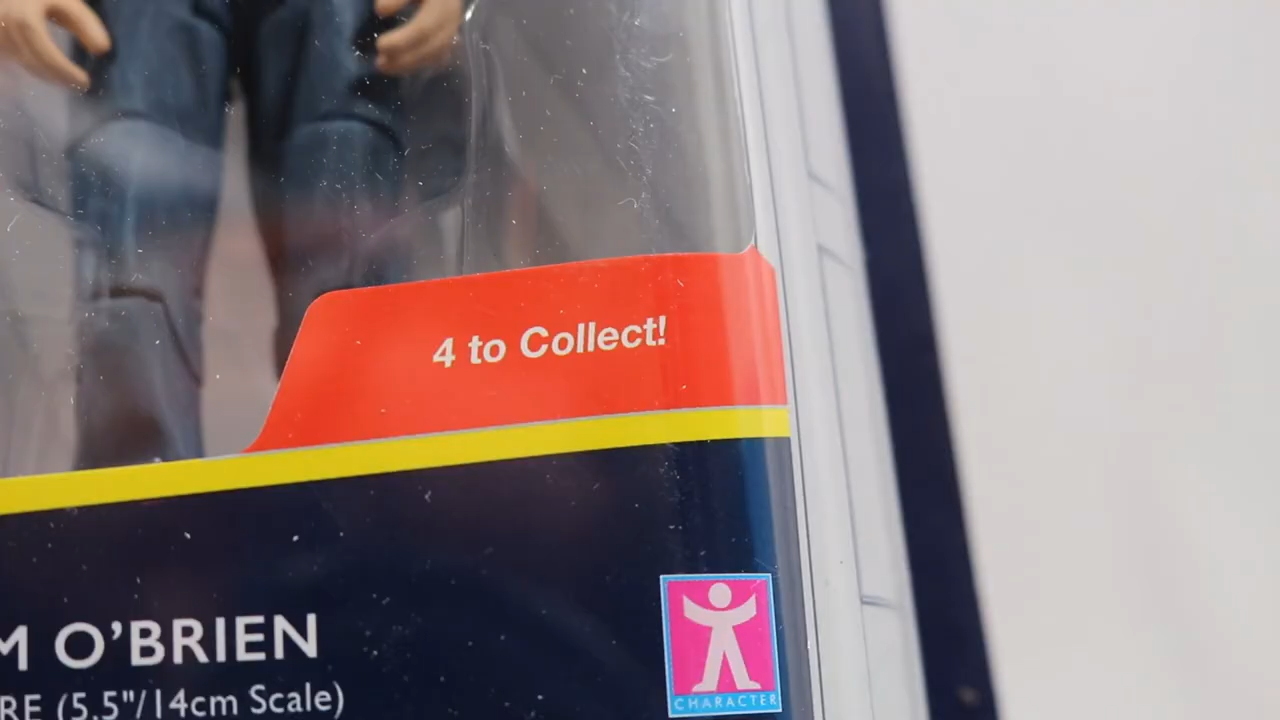 4 to Collect!
M O'BRIEN
RE (5.5"/14cm Scale)
CHARACTER